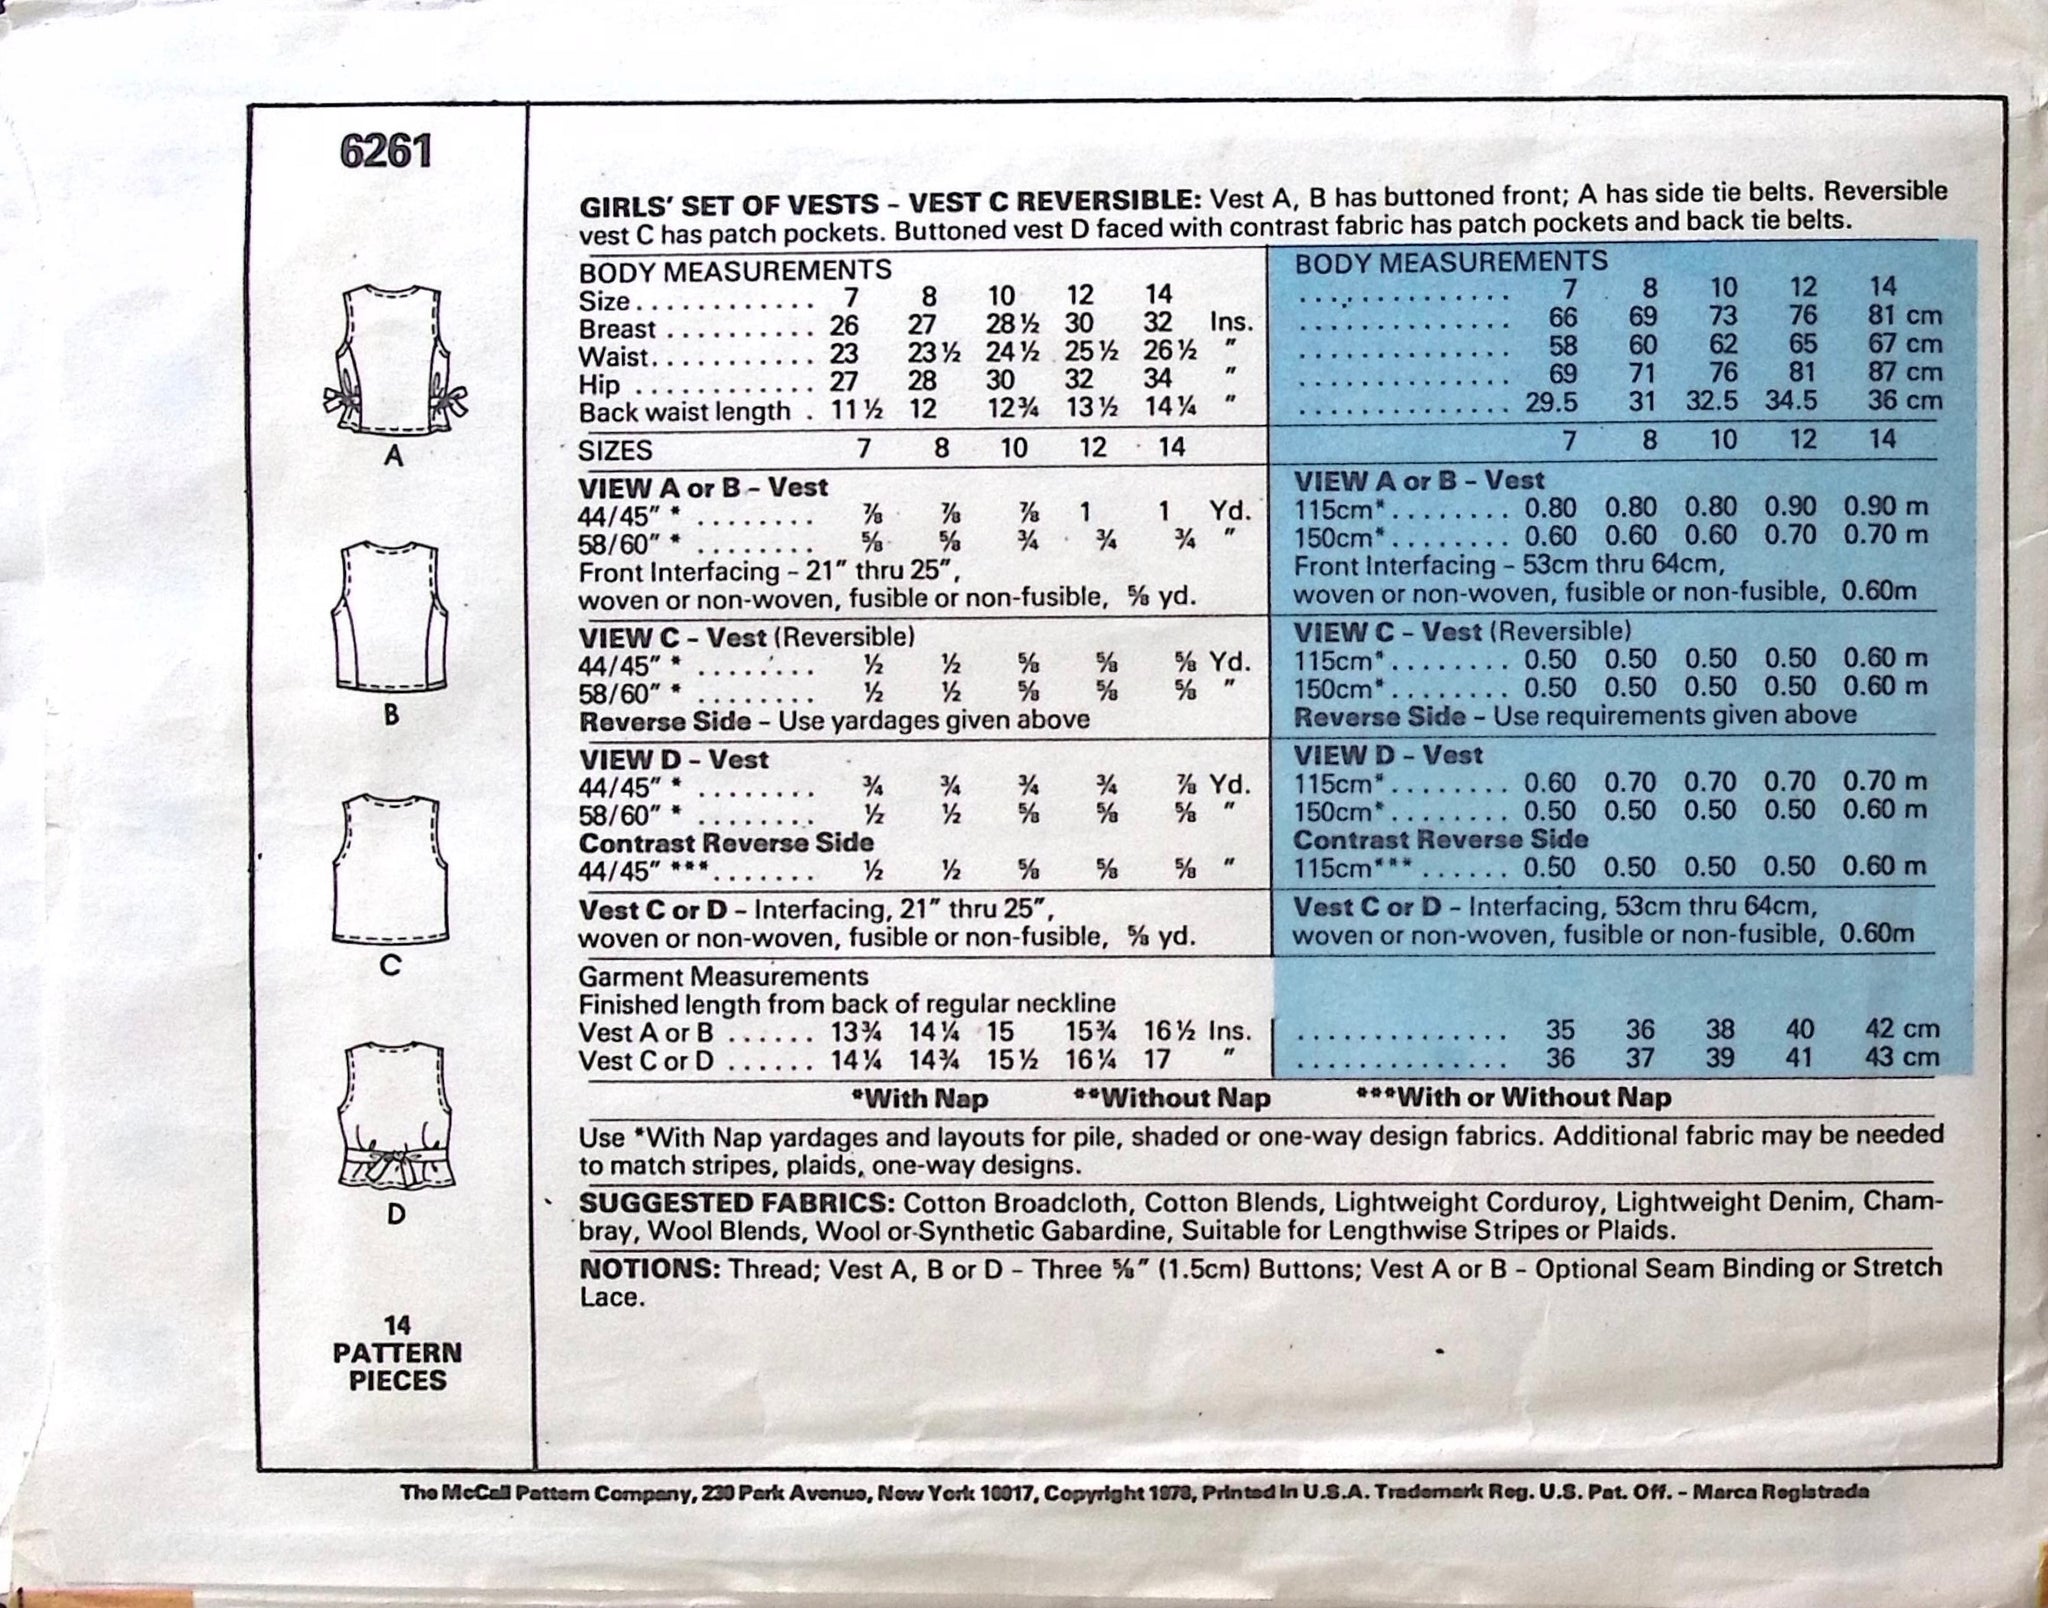 6261
A
B
C
D
14
PATTERN
PIECES
GIRLS' SET OF VESTS - VEST C REVERSIBLE: Vest A, B has buttoned front; A has side tie belts. Reversible
vest C has patch pockets. Buttoned vest D faced with contrast fabric has patch pockets and back tie belts.
BODY MEASUREMENTS
Size............. 7 8 10 12 14
Breast .......... 26 27 28½ 30 32 Ins.
Waist............ 23 23½ 24½ 25½ 26½ "
Hip ............. 27 28 30 32 34 "
Back waist length . 11½ 12 12¾ 13½ 14¼ "
SIZES 7 8 10 12 14
VIEW A or B - Vest
44/45" * ........ ⅞ ⅞ ⅞ 1 1 Yd.
58/60" * ........ ⅝ ⅝ ¾ ¾ ¾ "
Front Interfacing - 21" thru 25",
woven or non-woven, fusible or non-fusible, ⅝ yd.
VIEW C - Vest (Reversible)
44/45" * ........ ½ ½ ⅝ ⅝ ⅝ Yd.
58/60" * ........ ½ ½ ⅝ ⅝ ⅝ "
Reverse Side - Use yardages given above
VIEW D - Vest
44/45" * ........ ¾ ¾ ¾ ¾ ⅞ Yd.
58/60" * ........ ½ ½ ⅝ ⅝ ⅝ "
Contrast Reverse Side
44/45" ***....... ½ ½ ⅝ ⅝ ⅝ "
Vest C or D - Interfacing, 21" thru 25",
woven or non-woven, fusible or non-fusible, ⅝ yd.
Garment Measurements
Finished length from back of regular neckline
Vest A or B ...... 13¾ 14¼ 15 15¾ 16½ Ins.
Vest C or D ...... 14¼ 14¾ 15½ 16¼ 17 "
BODY MEASUREMENTS
.............. 7 8 10 12 14
.............. 66 69 73 76 81 cm
.............. 58 60 62 65 67 cm
.............. 69 71 76 81 87 cm
.............. 29.5 31 32.5 34.5 36 cm
7 8 10 12 14
VIEW A or B - Vest
115cm*........ 0.80 0.80 0.80 0.90 0.90 m
150cm*........ 0.60 0.60 0.60 0.70 0.70 m
Front Interfacing - 53cm thru 64cm,
woven or non-woven, fusible or non-fusible, 0.60m
VIEW C - Vest (Reversible)
115cm*........ 0.50 0.50 0.50 0.50 0.60 m
150cm*........ 0.50 0.50 0.50 0.50 0.60 m
Reverse Side - Use requirements given above
VIEW D - Vest
115cm*........ 0.60 0.70 0.70 0.70 0.70 m
150cm*........ 0.50 0.50 0.50 0.50 0.60 m
Contrast Reverse Side
115cm*** ...... 0.50 0.50 0.50 0.50 0.60 m
Vest C or D - Interfacing, 53cm thru 64cm,
woven or non-woven, fusible or non-fusible, 0.60m
.............. 35 36 38 40 42 cm
.............. 36 37 39 41 43 cm
*With Nap **Without Nap ***With or Without Nap
Use *With Nap yardages and layouts for pile, shaded or one-way design fabrics. Additional fabric may be needed
to match stripes, plaids, one-way designs.
SUGGESTED FABRICS: Cotton Broadcloth, Cotton Blends, Lightweight Corduroy, Lightweight Denim, Cham-
bray, Wool Blends, Wool or Synthetic Gabardine, Suitable for Lengthwise Stripes or Plaids.
NOTIONS: Thread; Vest A, B or D - Three ⅝" (1.5cm) Buttons; Vest A or B - Optional Seam Binding or Stretch
Lace.
The McCall Pattern Company, 230 Park Avenue, New York 10017, Copyright 1978, Printed in U.S.A. Trademark Reg. U.S. Pat. Off. - Marca Registrada